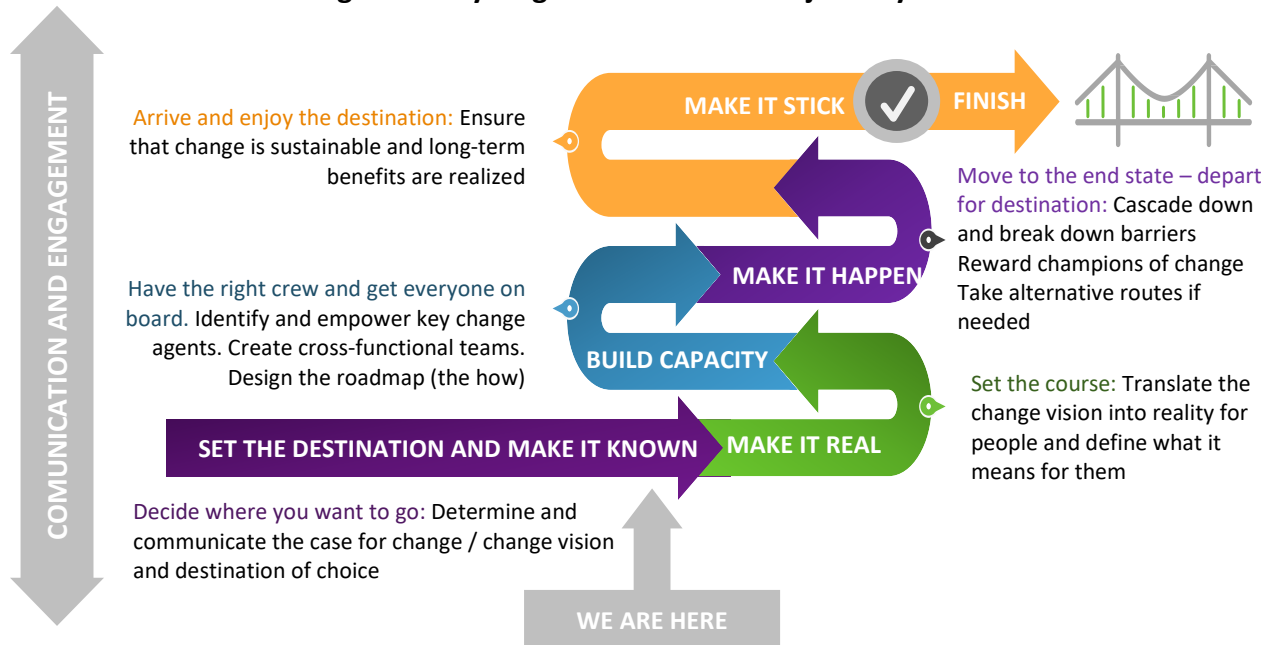 COMUNICATION AND ENGAGEMENT
MAKE IT STICK
FINISH
Arrive and enjoy the destination: Ensure
that change is sustainable and long-term
benefits are realized
Move to the end state – depart
for destination: Cascade down
and break down barriers
Reward champions of change
Take alternative routes if
needed
MAKE IT HAPPEN
Have the right crew and get everyone on
board. Identify and empower key change
agents. Create cross-functional teams.
Design the roadmap (the how)
BUILD CAPACITY
Set the course: Translate the
change vision into reality for
people and define what it
means for them
SET THE DESTINATION AND MAKE IT KNOWN
MAKE IT REAL
Decide where you want to go: Determine and
communicate the case for change / change vision
and destination of choice
WE ARE HERE